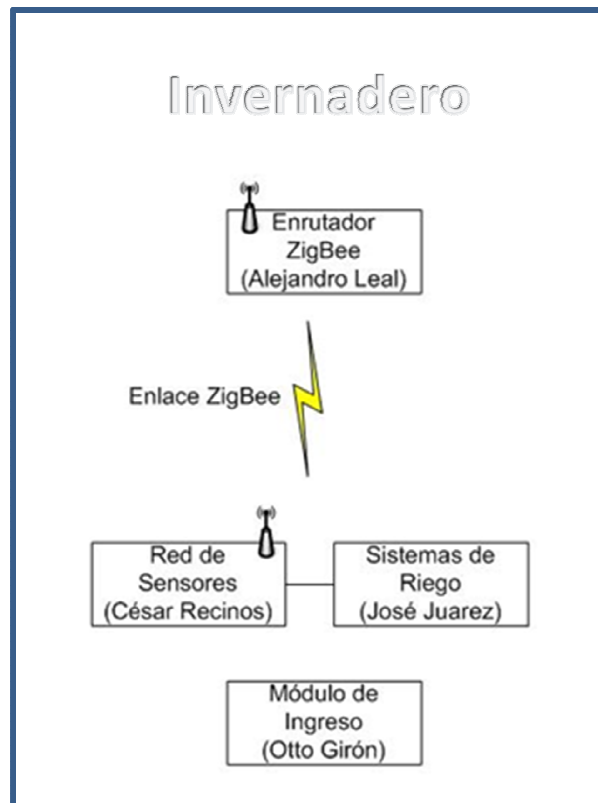 Invernadero
Enrutador
ZigBee
(Alejandro Leal)
Enlace ZigBee
Red de
Sensores
(César Recinos)
Sistemas de
Riego
(José Juarez)
Módulo de
Ingreso
(Otto Girón)